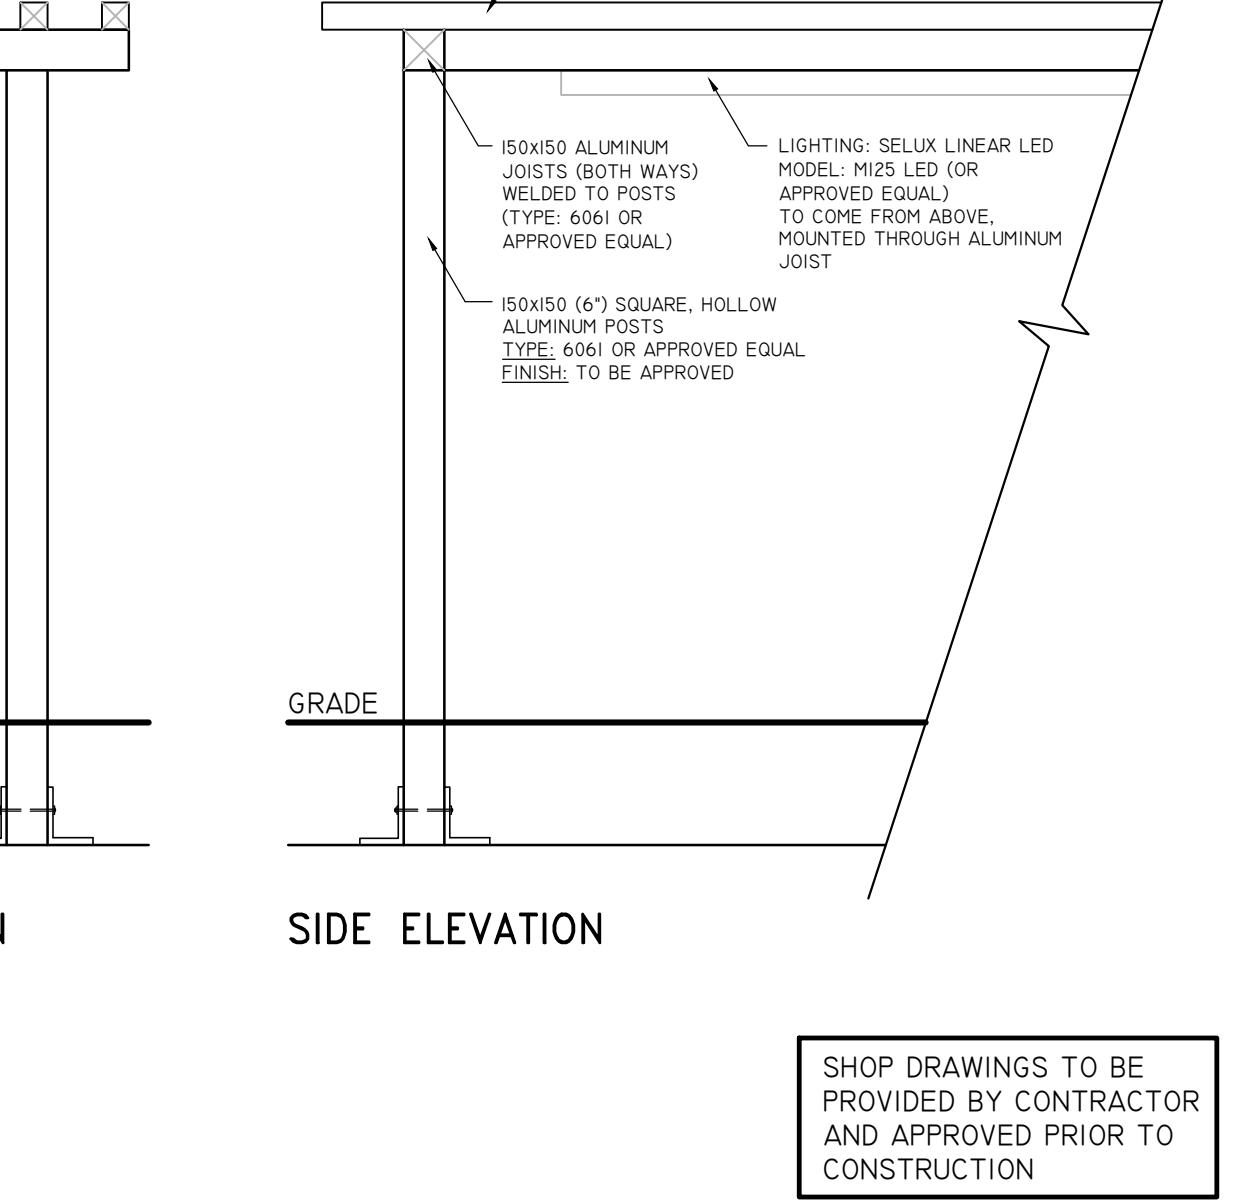 150x150 ALUMINUM
JOISTS (BOTH WAYS)
WELDED TO POSTS
(TYPE: 6061 OR
APPROVED EQUAL)
LIGHTING: SELUX LINEAR LED
MODEL: M125 LED (OR
APPROVED EQUAL)
TO COME FROM ABOVE,
MOUNTED THROUGH ALUMINUM
JOIST
150x150 (6") SQUARE, HOLLOW
ALUMINUM POSTS
TYPE: 6061 OR APPROVED EQUAL
FINISH: TO BE APPROVED
GRADE
SIDE ELEVATION
SHOP DRAWINGS TO BE
PROVIDED BY CONTRACTOR
AND APPROVED PRIOR TO
CONSTRUCTION